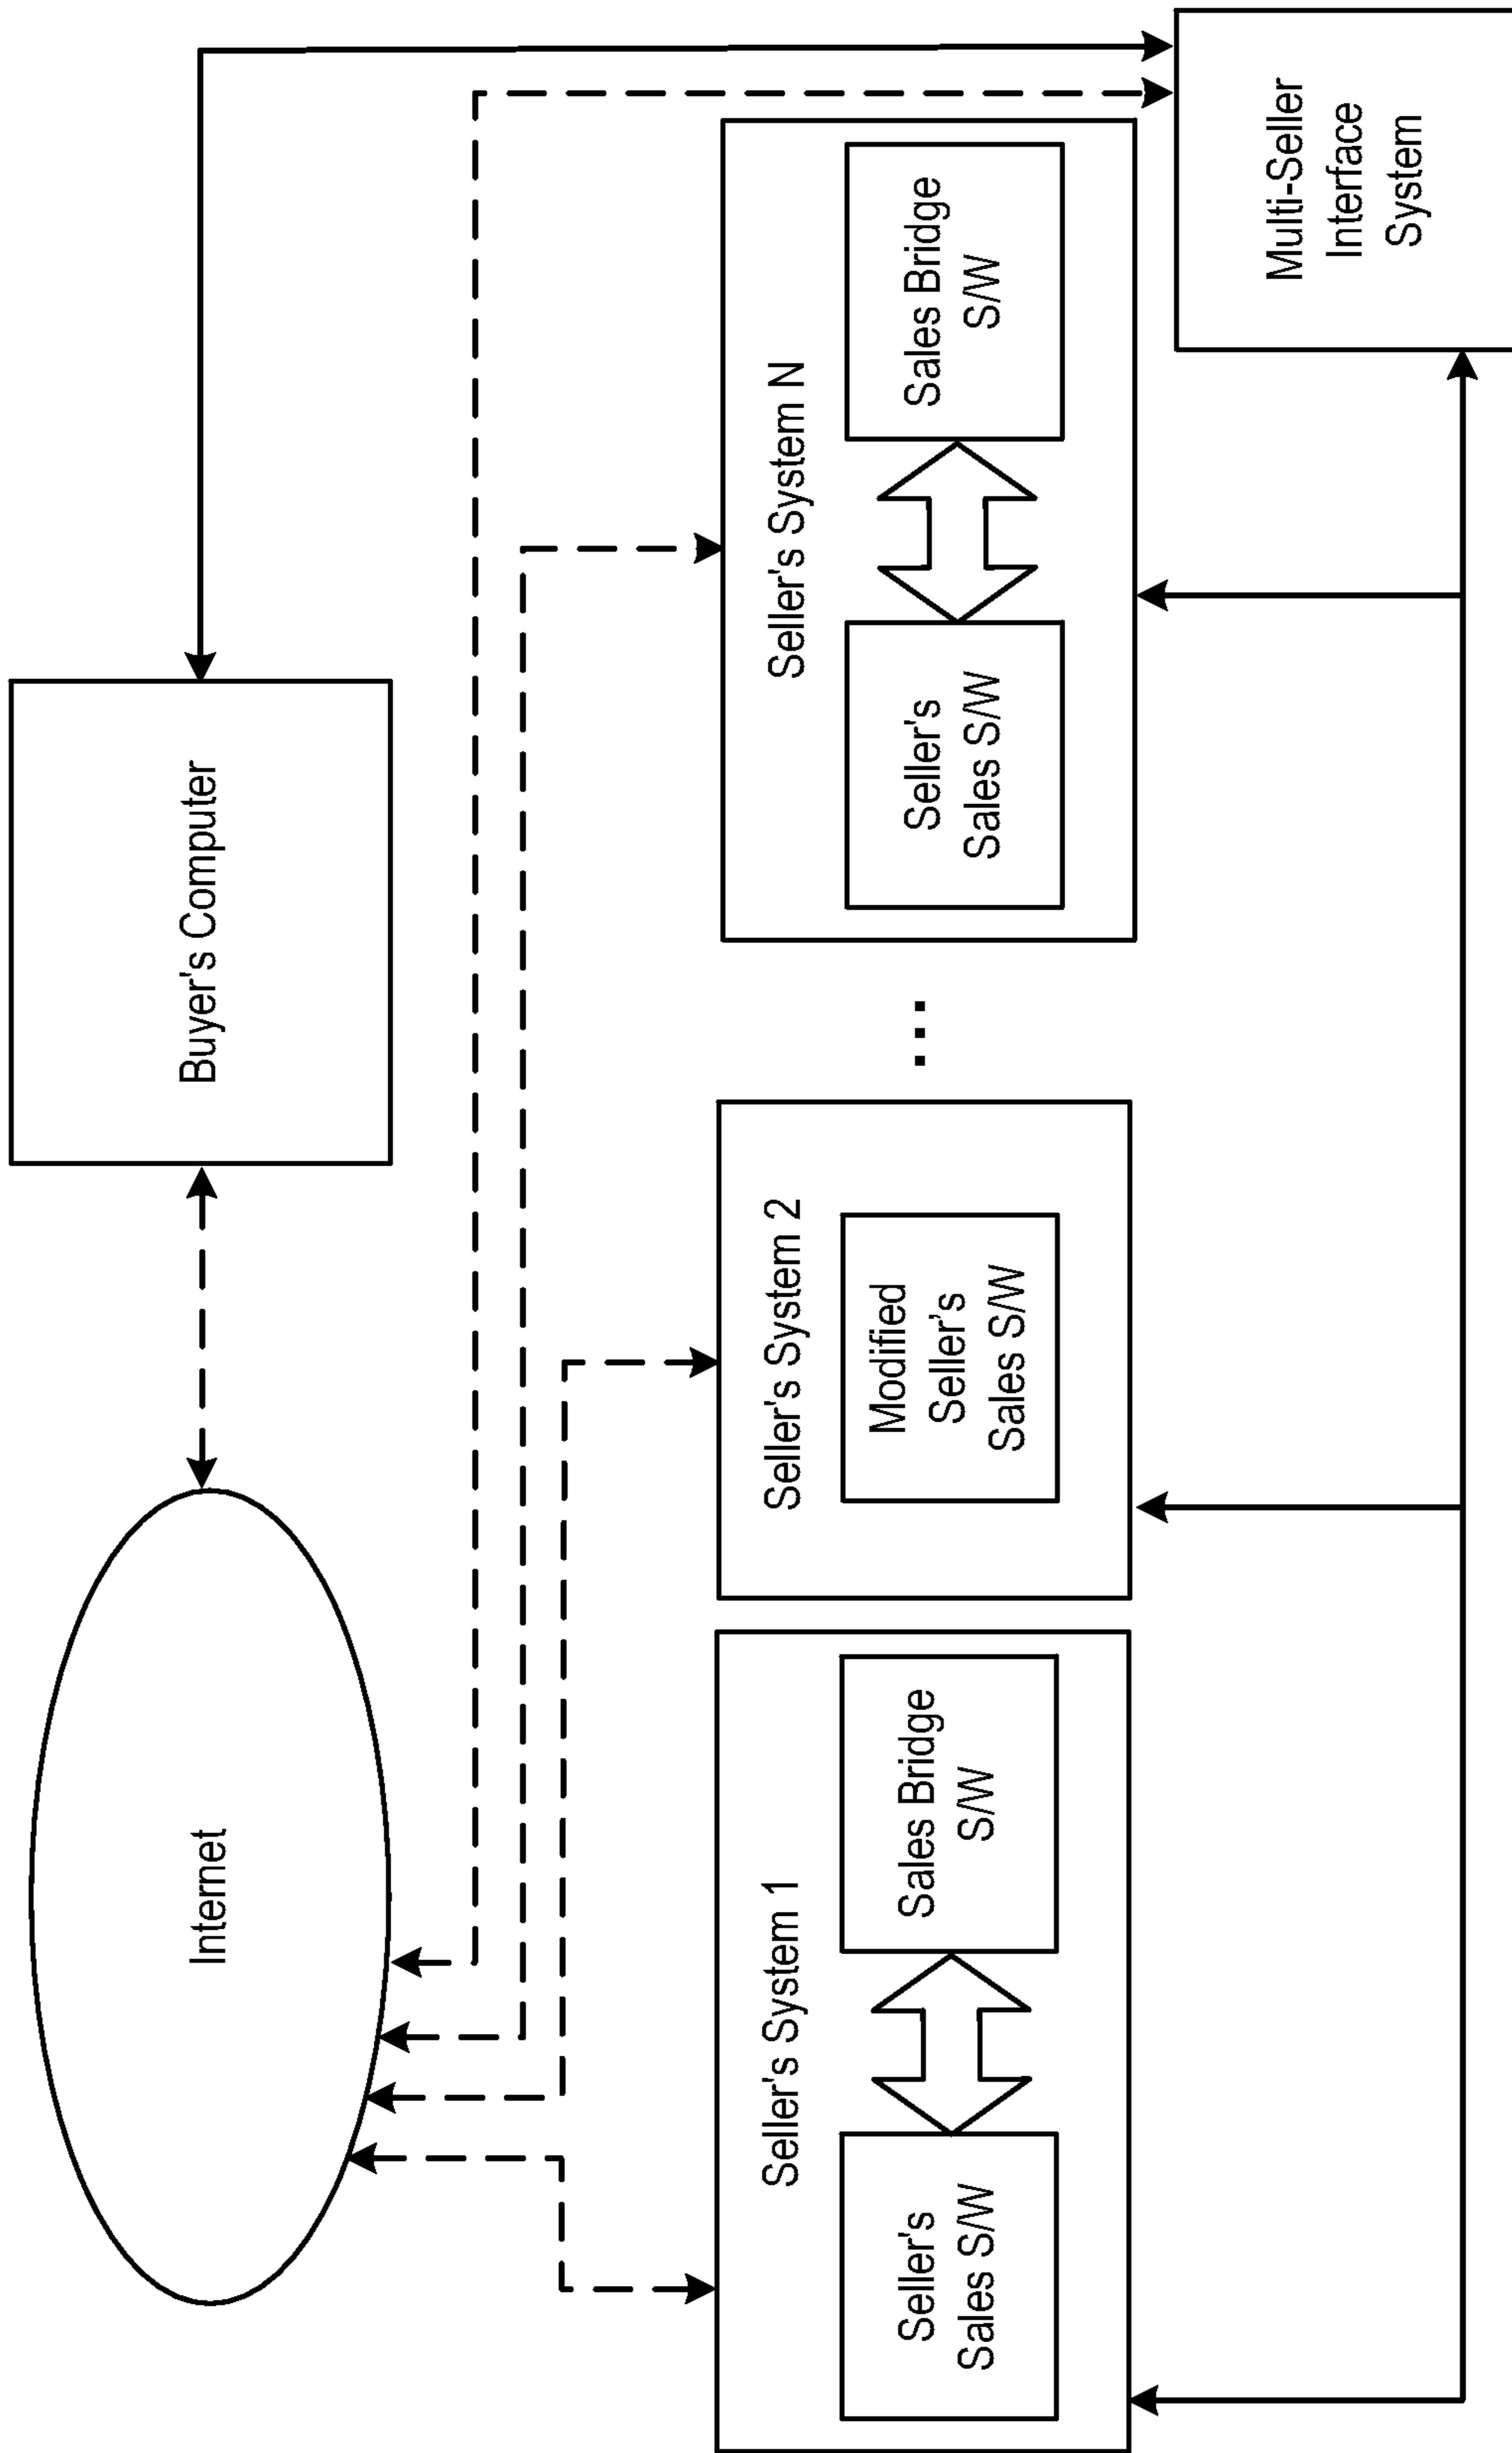 Internet
Buyer's Computer
Seller's System 1
Seller's
Sales S/W
Sales Bridge
S/W
Seller's System 2
Modified
Seller's
Sales S/W
...
Seller's System N
Seller's
Sales S/W
Sales Bridge
S/W
Multi-Seller
Interface
System